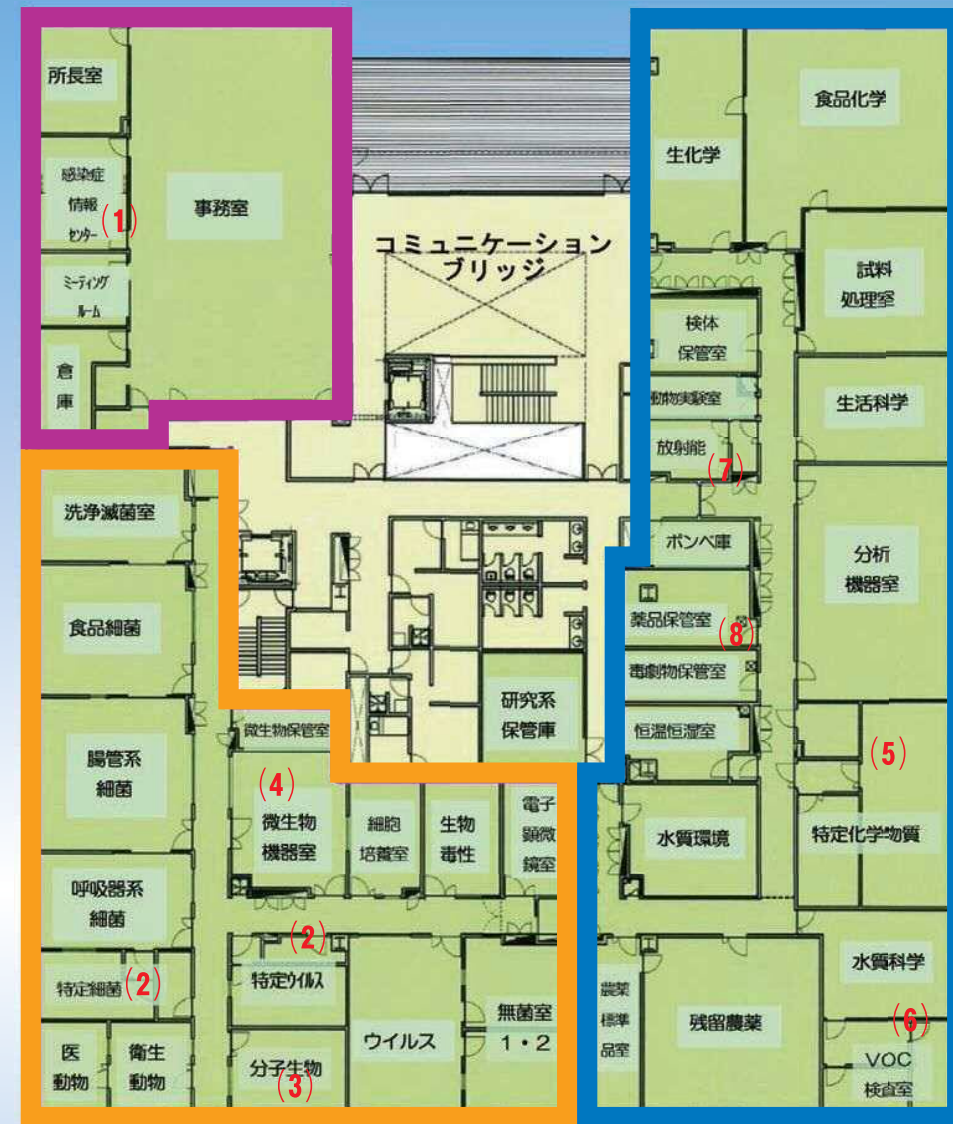 所長室
感染症
情報
センター
(1)
ミーティング
ルーム
倉
庫
事務室
コミュニケーション
ブリッジ
生化学
食品化学
試料
処理室
検体
保管室
動物実験室
放射能
(7)
生活科学
ボンベ庫
分析
機器室
薬品保管室
(8)
毒劇物保管室
恒温恒湿室
(5)
特定化学物質
水質環境
水質科学
(6)
VOC
検査室
残留農薬
農薬
標準
品室
研究系
保管庫
洗浄滅菌室
食品細菌
腸管系
細菌
呼吸器系
細菌
特定細菌
(2)
医
動物
衛生
動物
微生物保管室
(4)
微生物
機器室
細胞
培養室
生物
毒性
電子
顕微
鏡室
(2)
特定ウイルス
分子生物
(3)
ウイルス
無菌室
1・2